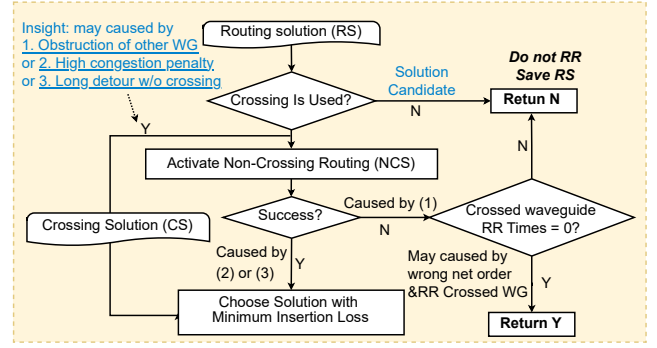 Insight: may caused by
1. Obstruction of other WG
or 2. High congestion penalty
or 3. Long detour w/o crossing
Routing solution (RS)
Do not RR
Save RS
Crossing Is Used?
Solution
Candidate
N
Retun N
Y
N
Activate Non-Crossing Routing (NCS)
Crossing Solution (CS)
Success?
Caused by (1)
N
Crossed waveguide
RR Times = 0?
Caused by
(2) or (3)
Y
May caused by
wrong net order
&RR Crossed WG
Y
Choose Solution with
Minimum Insertion Loss
Return Y